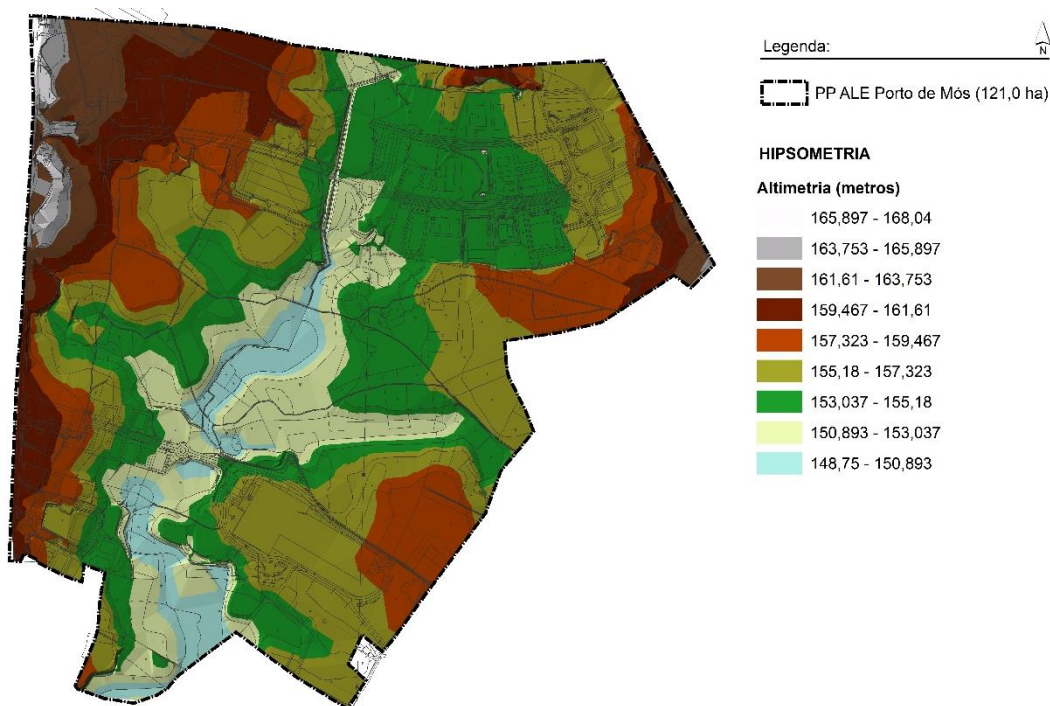 Legenda:
N
PP ALE Porto de Mós (121,0 ha)
HIPSOMETRIA
Altimetria (metros)
165,897 - 168,04
163,753 - 165,897
161,61 - 163,753
159,467 - 161,61
157,323 - 159,467
155,18 - 157,323
153,037 - 155,18
150,893 - 153,037
148,75 - 150,893